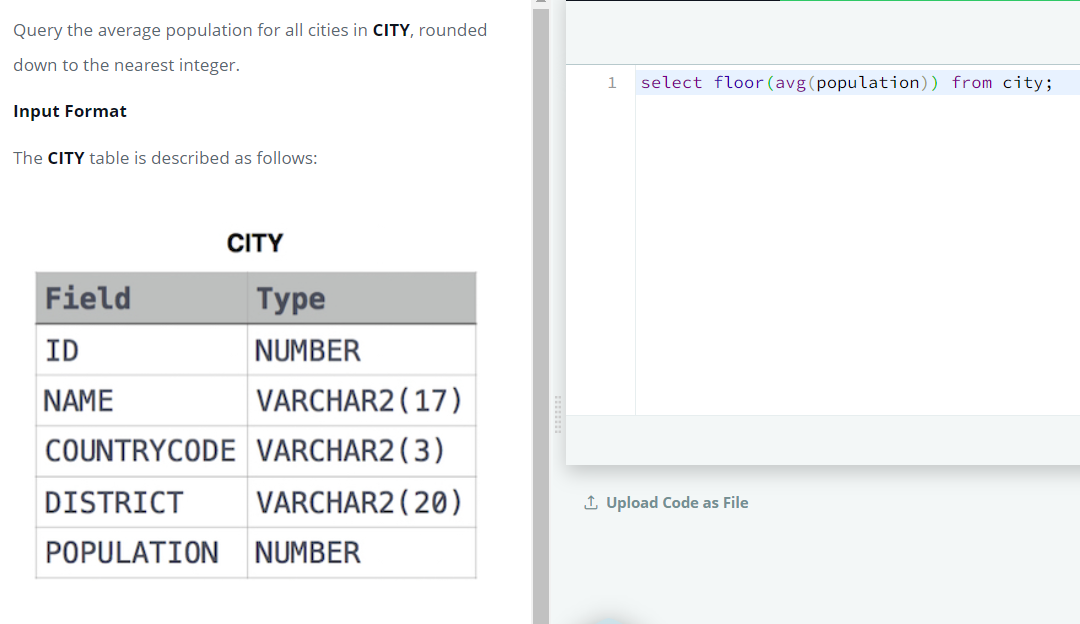 Query the average population for all cities in CITY, rounded
down to the nearest integer.
Input Format
The CITY table is described as follows:
CITY
Field Type
ID NUMBER
NAME VARCHAR2(17)
COUNTRYCODE VARCHAR2(3)
DISTRICT VARCHAR2(20)
POPULATION NUMBER
1 select floor(avg(population)) from city;
Upload Code as File